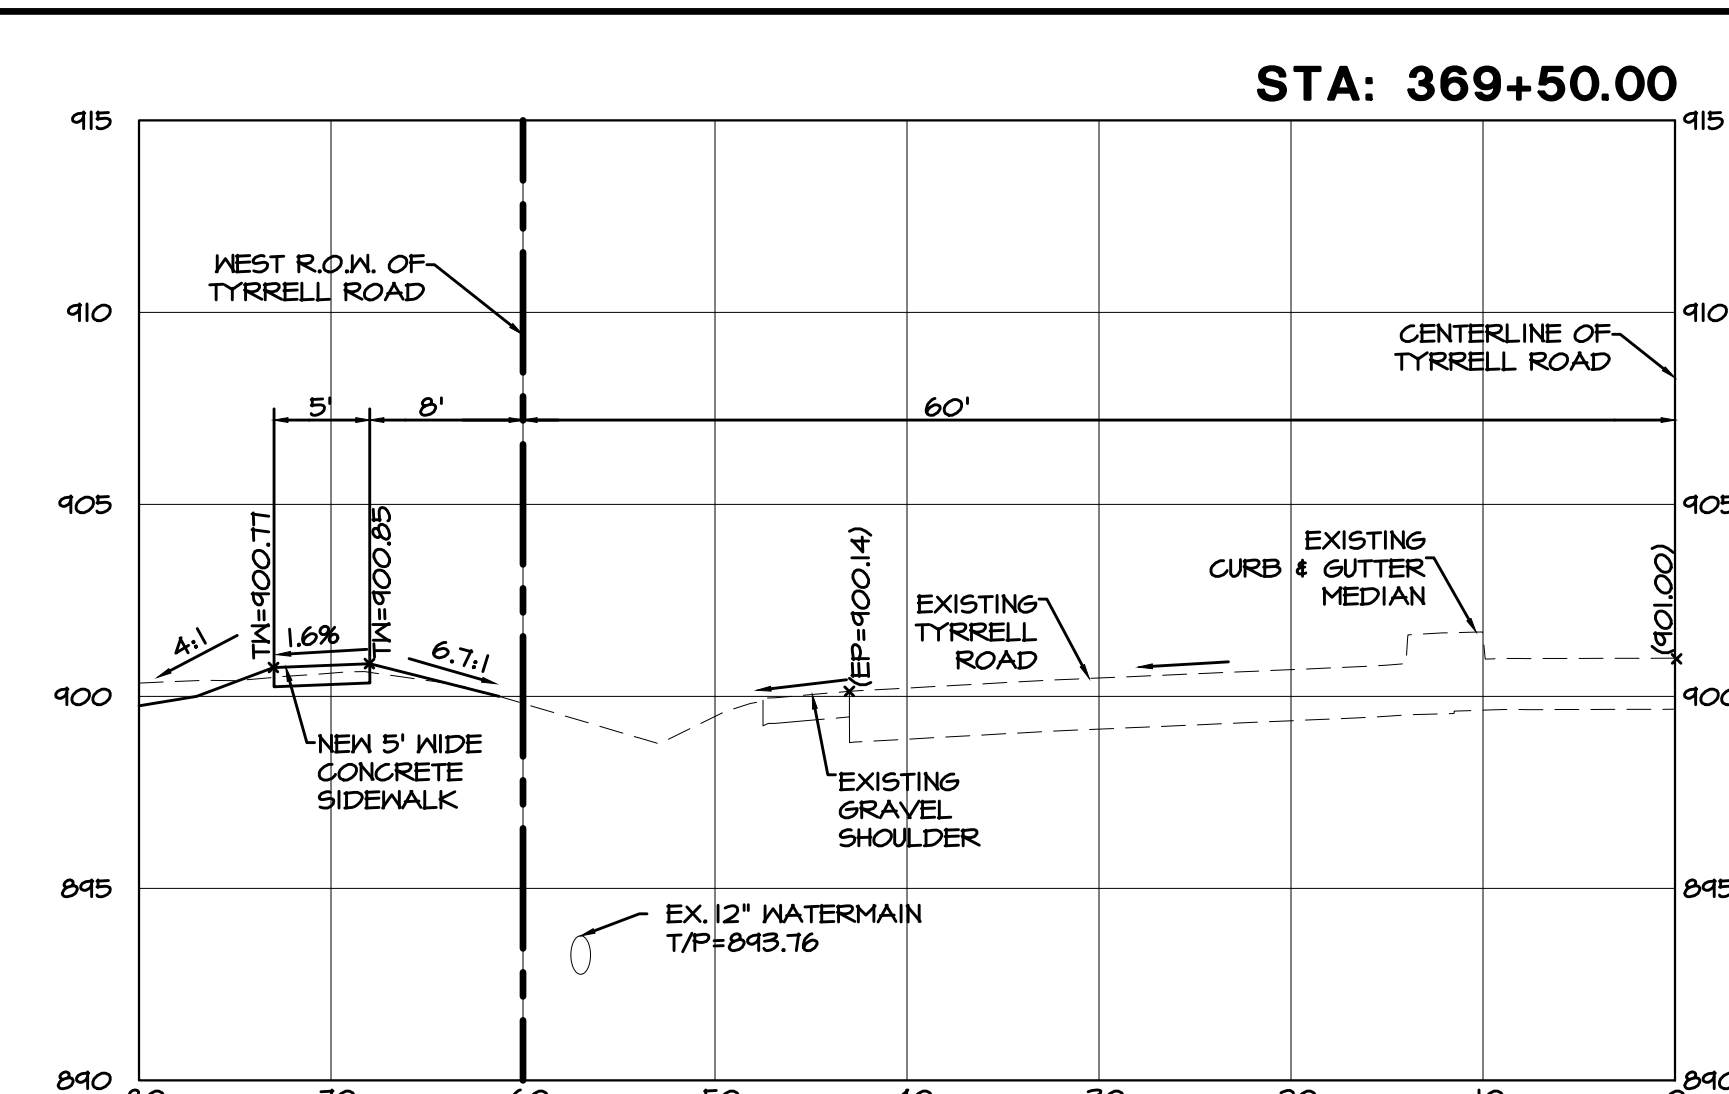 STA: 369+50.00
915
915
WEST R.O.W. OF
TYRRELL ROAD
910
910
CENTERLINE OF
TYRRELL ROAD
5'
8'
60'
905
905
TW=900.77
TW=900.85
(EP=900.14)
(901.00)
EXISTING
CURB & GUTTER
MEDIAN
EXISTING
TYRRELL
ROAD
4:1
1.6%
6.7:1
900
900
NEW 5' WIDE
CONCRETE
SIDEWALK
EXISTING
GRAVEL
SHOULDER
895
895
EX. 12" WATERMAIN
T/P=893.76
890
890